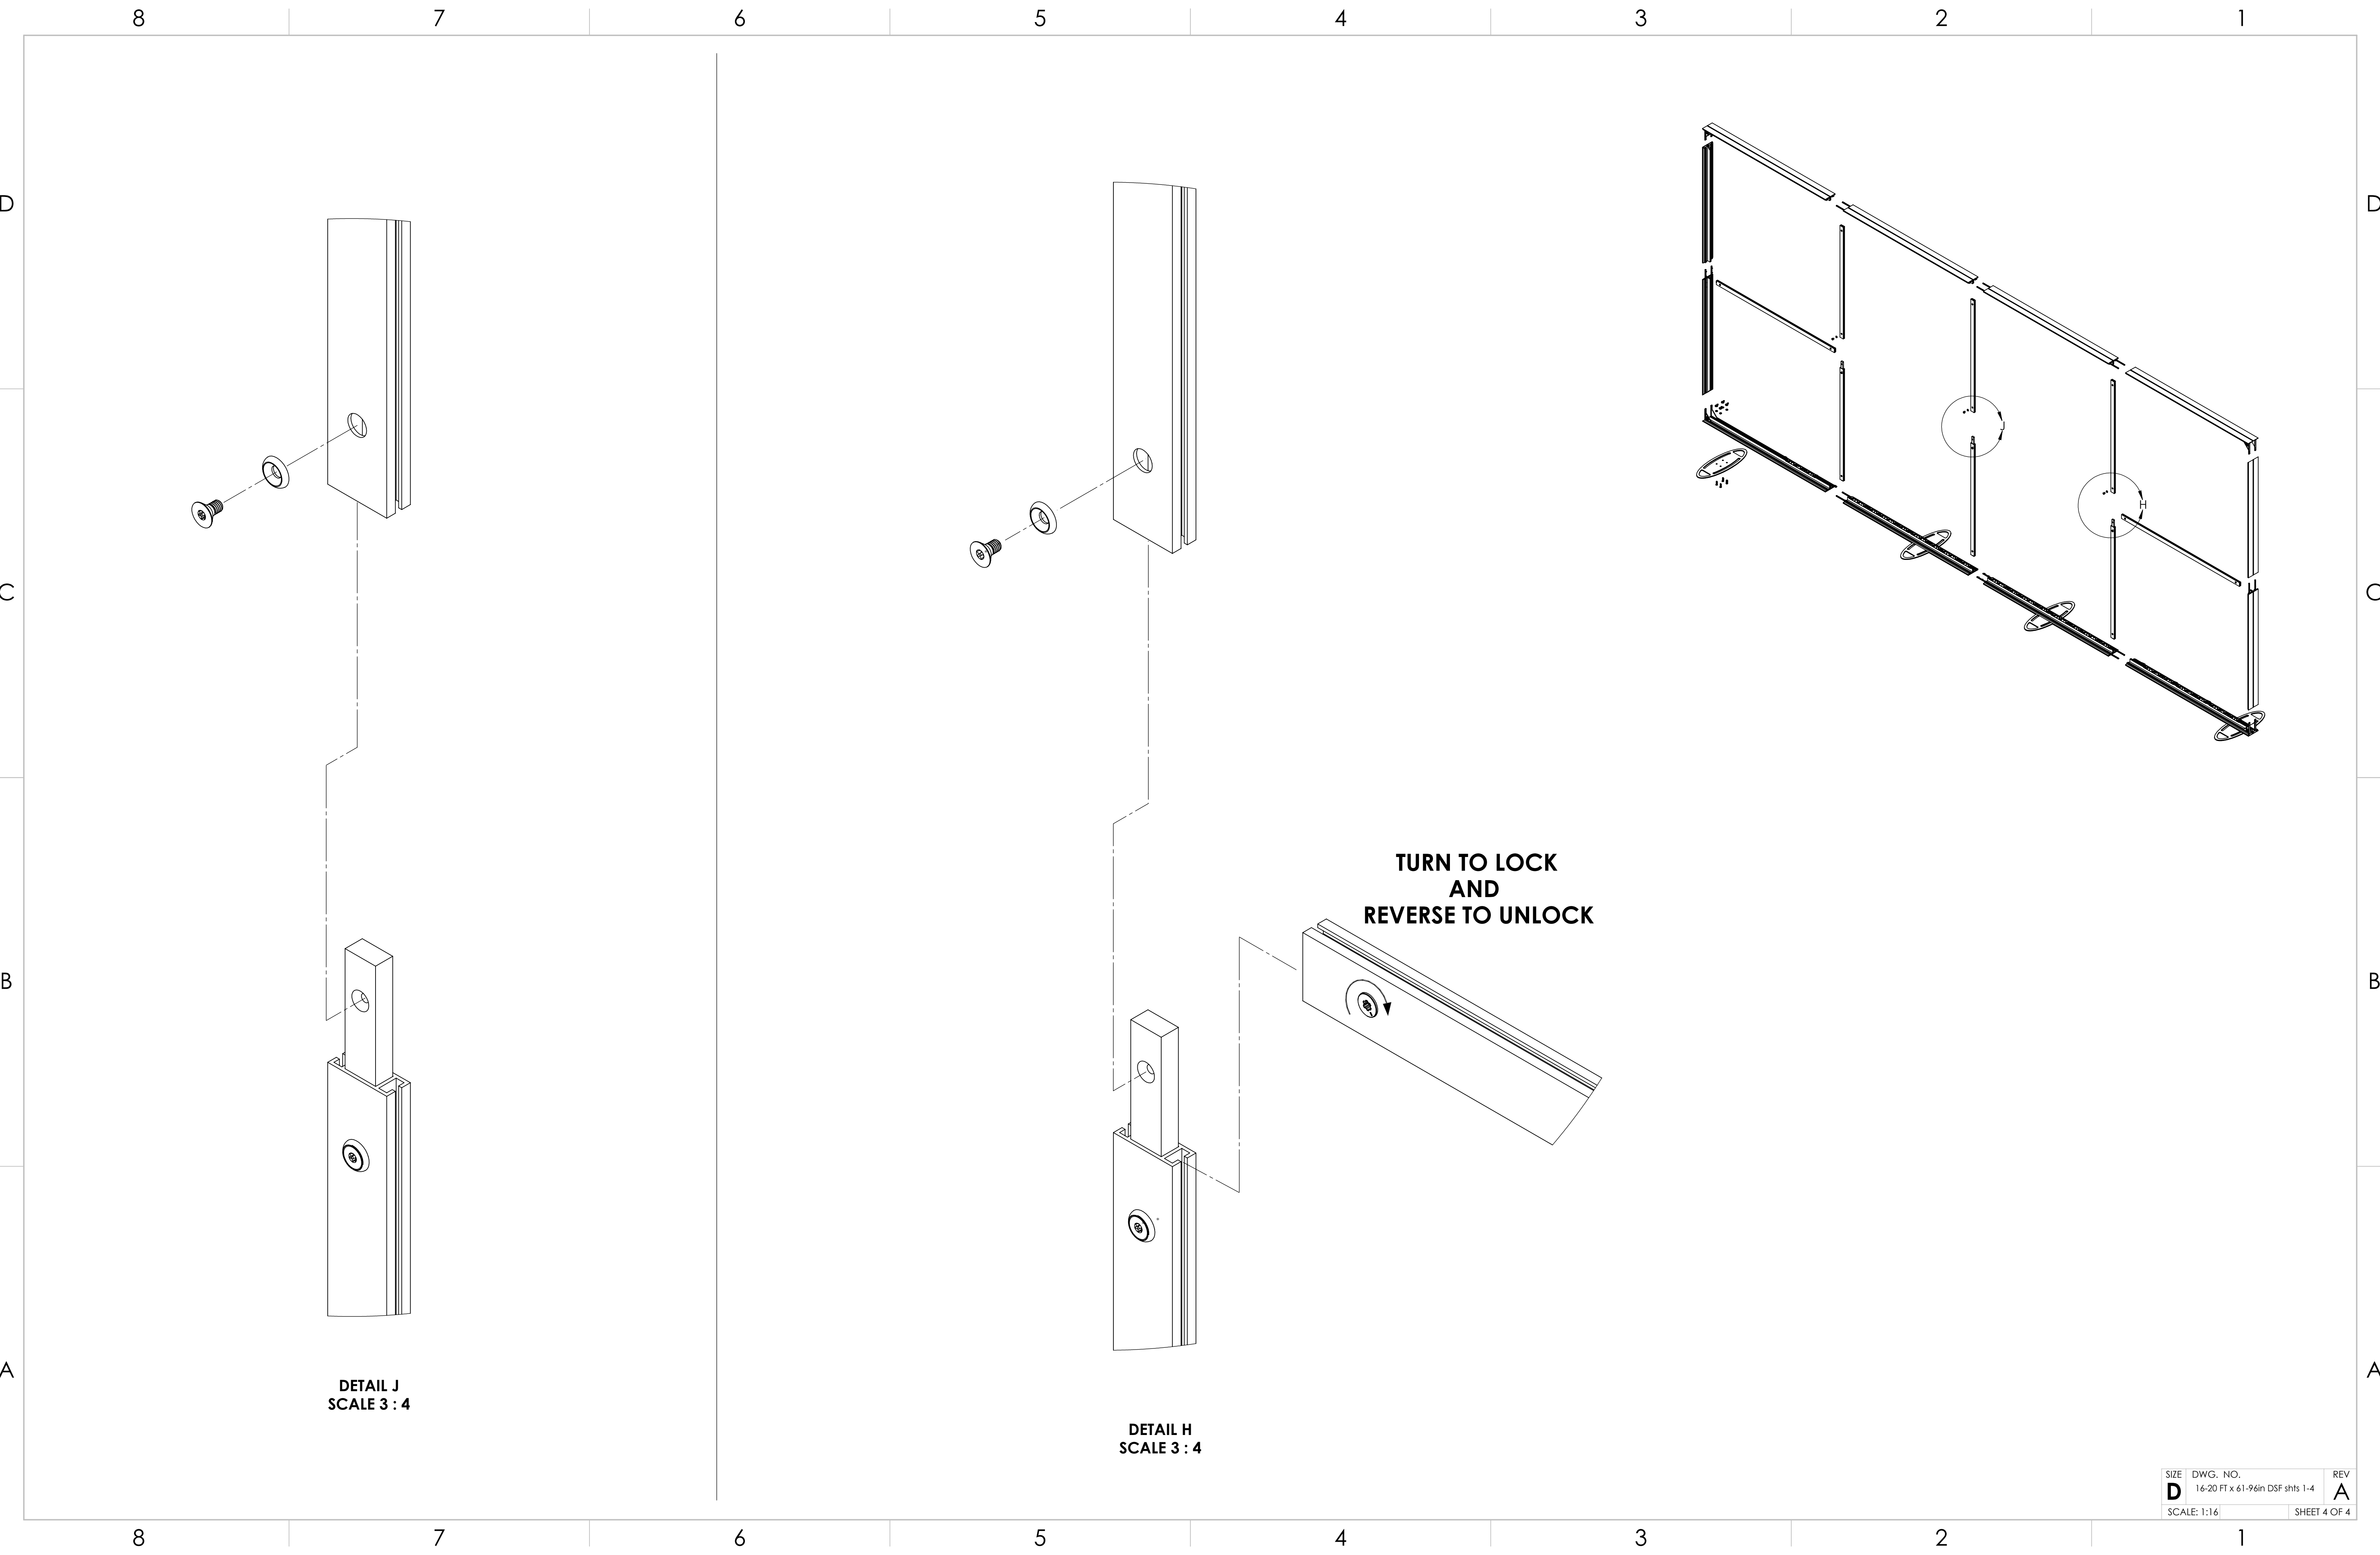 8 7 6 5 4 3 2 1
D D
J
H
C C
TURN TO LOCK
AND
REVERSE TO UNLOCK
B B
A A
DETAIL J
SCALE 3 : 4
DETAIL H
SCALE 3 : 4
SIZE DWG. NO. REV
D 16-20 FT x 61-96in DSF shts 1-4 A
SCALE: 1:16 SHEET 4 OF 4
8 7 6 5 4 3 2 1